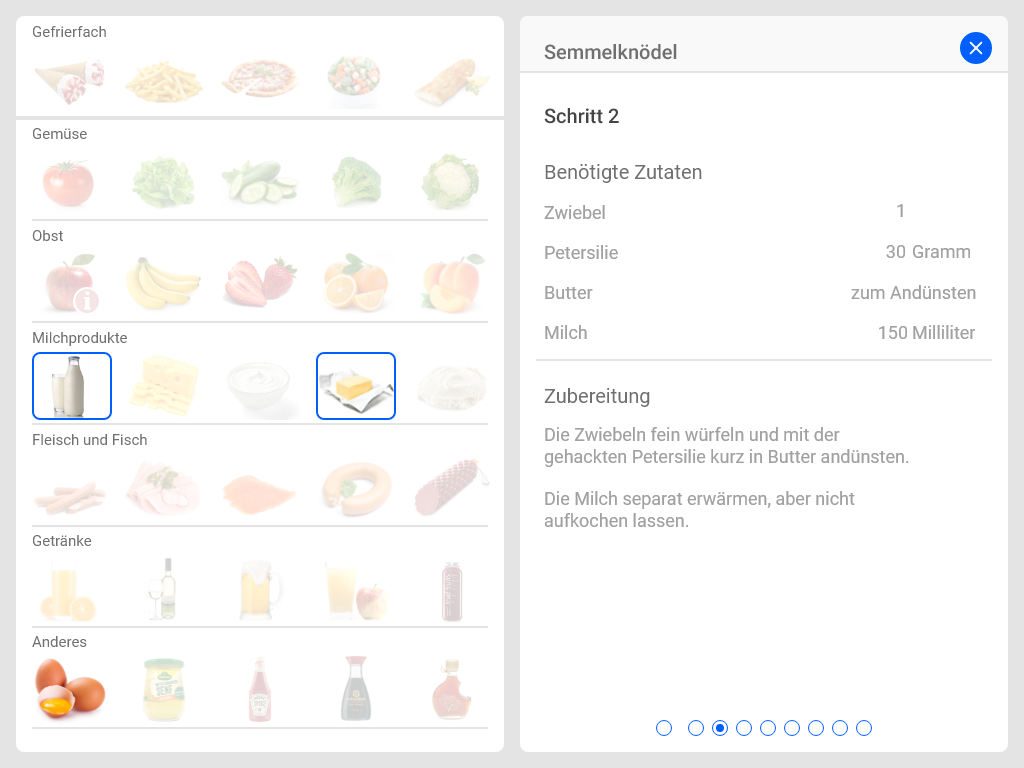 Gefrierfach
Gemüse
Obst
Milchprodukte
Fleisch und Fisch
Getränke
Anderes
Semmelknödel
Schritt 2
Benötigte Zutaten
Zwiebel 1
Petersilie 30 Gramm
Butter zum Andünsten
Milch 150 Milliliter
Zubereitung
Die Zwiebeln fein würfeln und mit der
gehackten Petersilie kurz in Butter andünsten.
Die Milch separat erwärmen, aber nicht
aufkochen lassen.